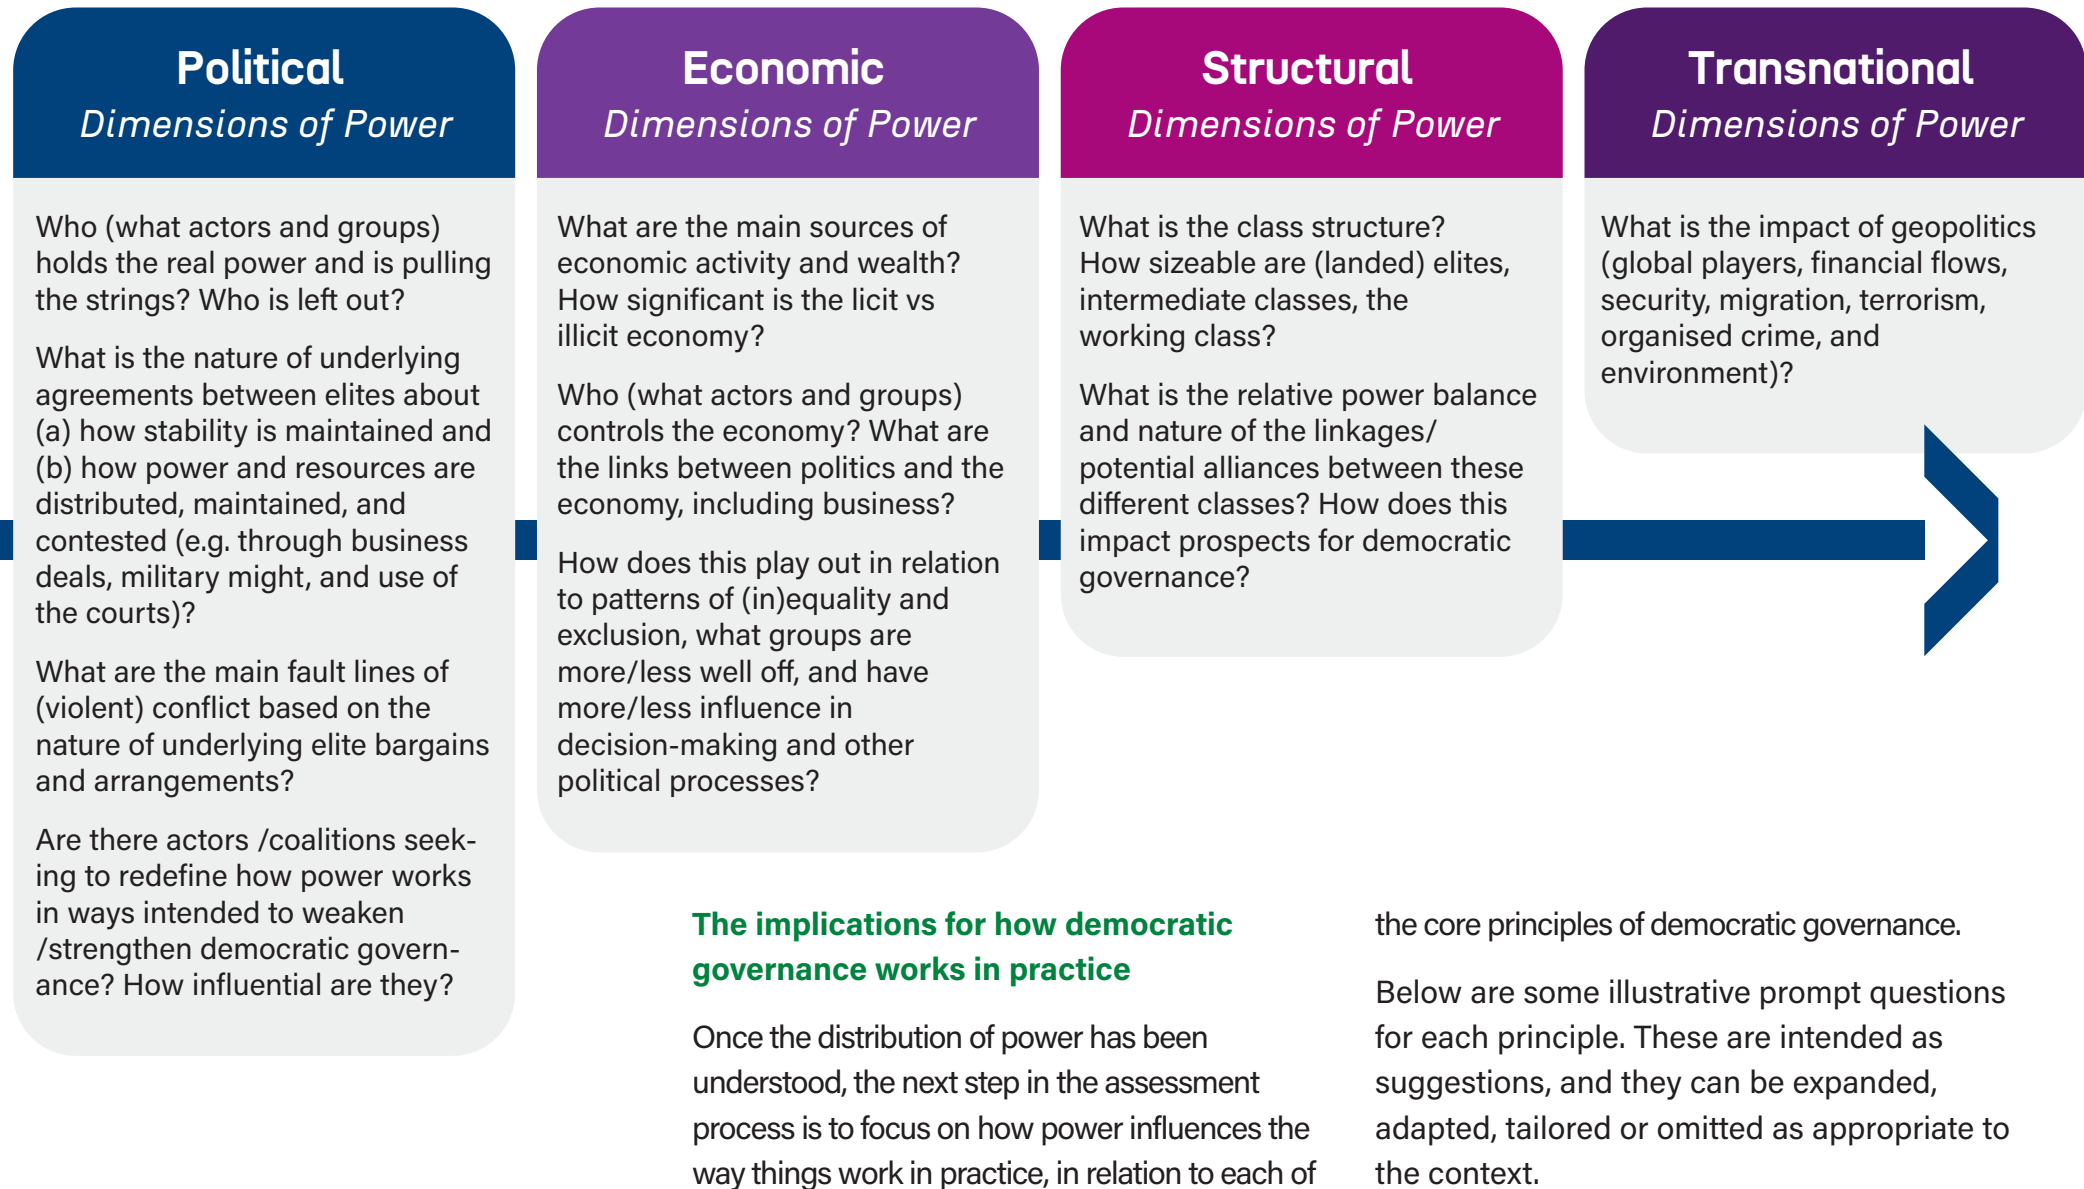 Political
Dimensions of Power
Who (what actors and groups)
holds the real power and is pulling
the strings? Who is left out?
What is the nature of underlying
agreements between elites about
(a) how stability is maintained and
(b) how power and resources are
distributed, maintained, and
contested (e.g. through business
deals, military might, and use of
the courts)?
What are the main fault lines of
(violent) conflict based on the
nature of underlying elite bargains
and arrangements?
Are there actors /coalitions seek-
ing to redefine how power works
in ways intended to weaken
/strengthen democratic govern-
ance? How influential are they?
Economic
Dimensions of Power
What are the main sources of
economic activity and wealth?
How significant is the licit vs
illicit economy?
Who (what actors and groups)
controls the economy? What are
the links between politics and the
economy, including business?
How does this play out in relation
to patterns of (in)equality and
exclusion, what groups are
more/less well off, and have
more/less influence in
decision-making and other
political processes?
Structural
Dimensions of Power
What is the class structure?
How sizeable are (landed) elites,
intermediate classes, the
working class?
What is the relative power balance
and nature of the linkages/
potential alliances between these
different classes? How does this
impact prospects for democratic
governance?
Transnational
Dimensions of Power
What is the impact of geopolitics
(global players, financial flows,
security, migration, terrorism,
organised crime, and
environment)?
The implications for how democratic
governance works in practice
Once the distribution of power has been
understood, the next step in the assessment
process is to focus on how power influences the
way things work in practice, in relation to each of
the core principles of democratic governance.
Below are some illustrative prompt questions
for each principle. These are intended as
suggestions, and they can be expanded,
adapted, tailored or omitted as appropriate to
the context.